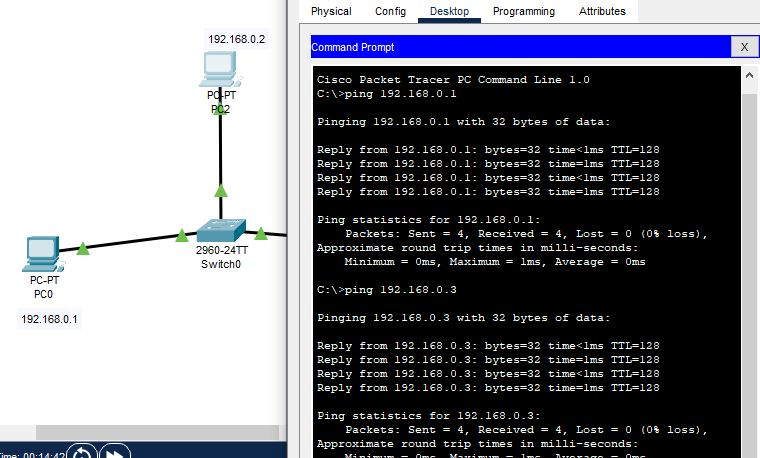 Physical Config Desktop Programming Attributes
Command Prompt X
192.168.0.2
PC-PT
PC2
2960-24TT
Switch0
PC-PT
PC0
192.168.0.1
Time: 00:14:42
Cisco Packet Tracer PC Command Line 1.0
C:\>ping 192.168.0.1
Pinging 192.168.0.1 with 32 bytes of data:
Reply from 192.168.0.1: bytes=32 time<1ms TTL=128
Reply from 192.168.0.1: bytes=32 time=1ms TTL=128
Reply from 192.168.0.1: bytes=32 time<1ms TTL=128
Reply from 192.168.0.1: bytes=32 time=1ms TTL=128
Ping statistics for 192.168.0.1:
Packets: Sent = 4, Received = 4, Lost = 0 (0% loss),
Approximate round trip times in milli-seconds:
Minimum = 0ms, Maximum = 1ms, Average = 0ms
C:\>ping 192.168.0.3
Pinging 192.168.0.3 with 32 bytes of data:
Reply from 192.168.0.3: bytes=32 time<1ms TTL=128
Reply from 192.168.0.3: bytes=32 time=1ms TTL=128
Reply from 192.168.0.3: bytes=32 time<1ms TTL=128
Reply from 192.168.0.3: bytes=32 time=1ms TTL=128
Ping statistics for 192.168.0.3:
Packets: Sent = 4, Received = 4, Lost = 0 (0% loss),
Approximate round trip times in milli-seconds:
Minimum = 0ms, Maximum = 1ms, Average = 0ms